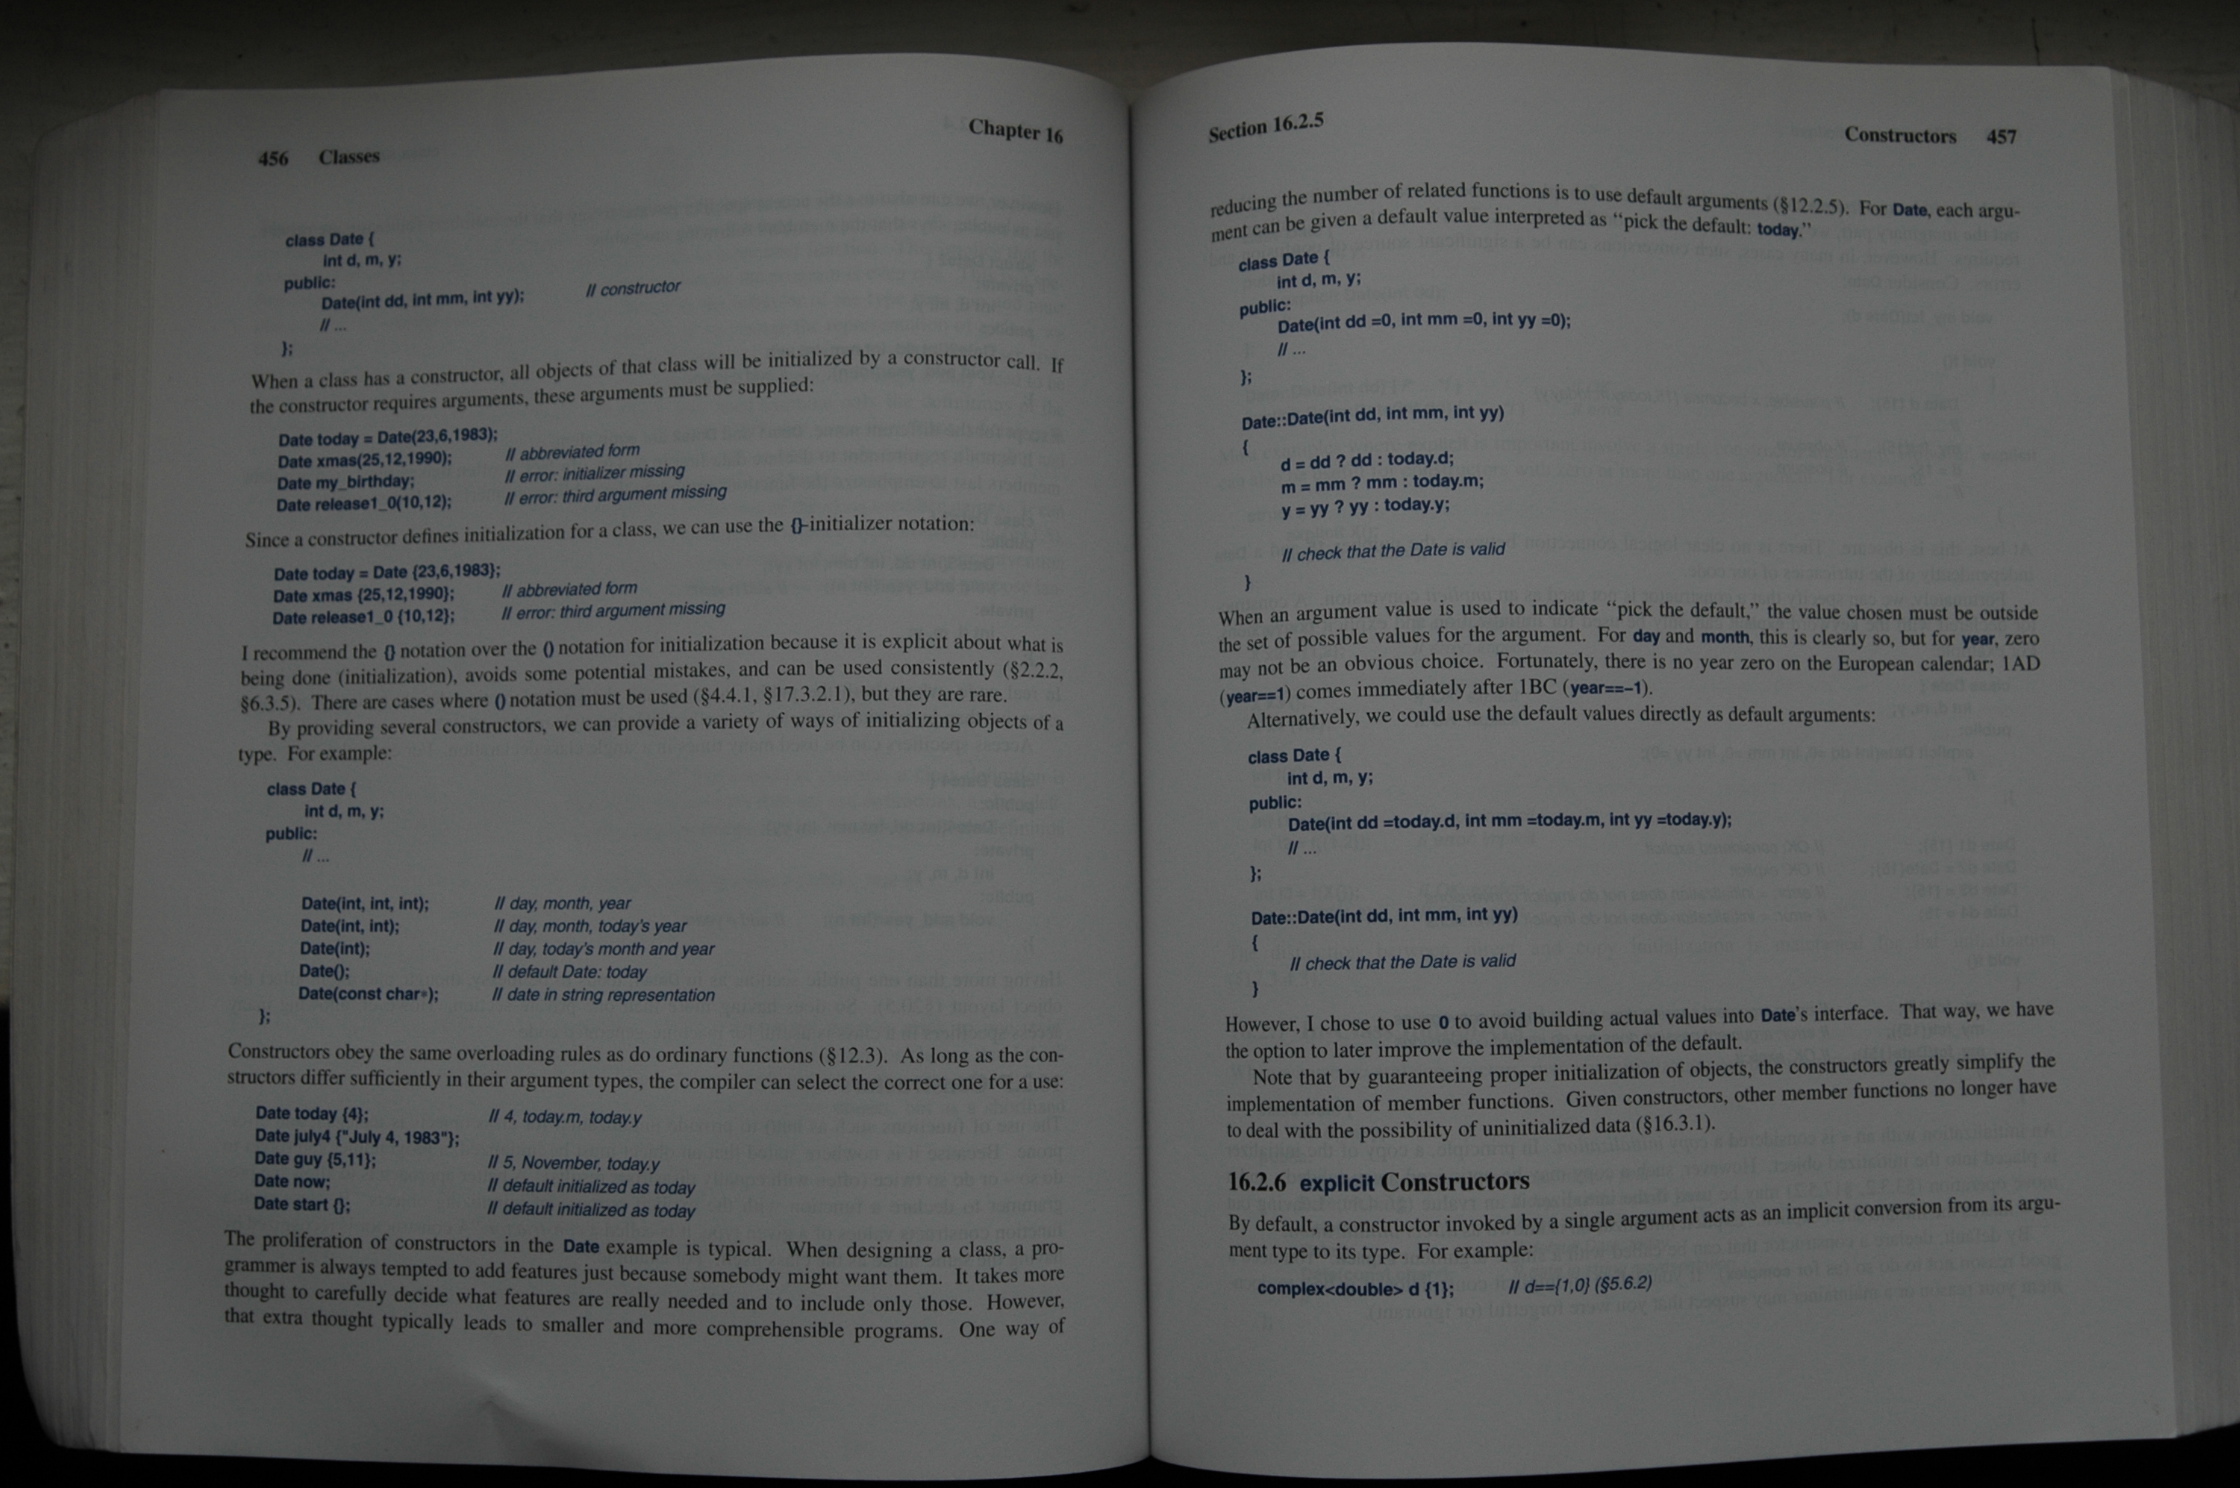 456 Classes Chapter 16
class Date {
int d, m, y;
public:
Date(int dd, int mm, int yy); // constructor
// ...
};
When a class has a constructor, all objects of that class will be initialized by a constructor call. If
the constructor requires arguments, these arguments must be supplied:
Date today = Date(23,6,1983);
Date xmas(25,12,1990); // abbreviated form
Date my_birthday; // error: initializer missing
Date release1_0(10,12); // error: third argument missing
Since a constructor defines initialization for a class, we can use the {}-initializer notation:
Date today = Date {23,6,1983};
Date xmas {25,12,1990}; // abbreviated form
Date release1_0 {10,12}; // error: third argument missing
I recommend the {} notation over the () notation for initialization because it is explicit about what is
being done (initialization), avoids some potential mistakes, and can be used consistently (§2.2.2,
§6.3.5). There are cases where () notation must be used (§4.4.1, §17.3.2.1), but they are rare.
By providing several constructors, we can provide a variety of ways of initializing objects of a
type. For example:
class Date {
int d, m, y;
public:
// ...
Date(int, int, int); // day, month, year
Date(int, int); // day, month, today's year
Date(int); // day, today's month and year
Date(); // default Date: today
Date(const char*); // date in string representation
};
Constructors obey the same overloading rules as do ordinary functions (§12.3). As long as the con-
structors differ sufficiently in their argument types, the compiler can select the correct one for a use:
Date today {4}; // 4, today.m, today.y
Date july4 {"July 4, 1983"};
Date guy {5,11}; // 5, November, today.y
Date now; // default initialized as today
Date start {}; // default initialized as today
The proliferation of constructors in the Date example is typical. When designing a class, a pro-
grammer is always tempted to add features just because somebody might want them. It takes more
thought to carefully decide what features are really needed and to include only those. However,
that extra thought typically leads to smaller and more comprehensible programs. One way of
Section 16.2.5 Constructors 457
reducing the number of related functions is to use default arguments (§12.2.5). For Date, each argu-
ment can be given a default value interpreted as “pick the default: today.”
class Date {
int d, m, y;
public:
Date(int dd =0, int mm =0, int yy =0);
// ...
};
Date::Date(int dd, int mm, int yy)
{
d = dd ? dd : today.d;
m = mm ? mm : today.m;
y = yy ? yy : today.y;
// check that the Date is valid
}
When an argument value is used to indicate “pick the default,” the value chosen must be outside
the set of possible values for the argument. For day and month, this is clearly so, but for year, zero
may not be an obvious choice. Fortunately, there is no year zero on the European calendar; 1AD
(year==1) comes immediately after 1BC (year==-1).
Alternatively, we could use the default values directly as default arguments:
class Date {
int d, m, y;
public:
Date(int dd =today.d, int mm =today.m, int yy =today.y);
// ...
};
Date::Date(int dd, int mm, int yy)
{
// check that the Date is valid
}
However, I chose to use 0 to avoid building actual values into Date's interface. That way, we have
the option to later improve the implementation of the default.
Note that by guaranteeing proper initialization of objects, the constructors greatly simplify the
implementation of member functions. Given constructors, other member functions no longer have
to deal with the possibility of uninitialized data (§16.3.1).
16.2.6 explicit Constructors
By default, a constructor invoked by a single argument acts as an implicit conversion from its argu-
ment type to its type. For example:
complex<double> d {1}; // d=={1,0} (§5.6.2)